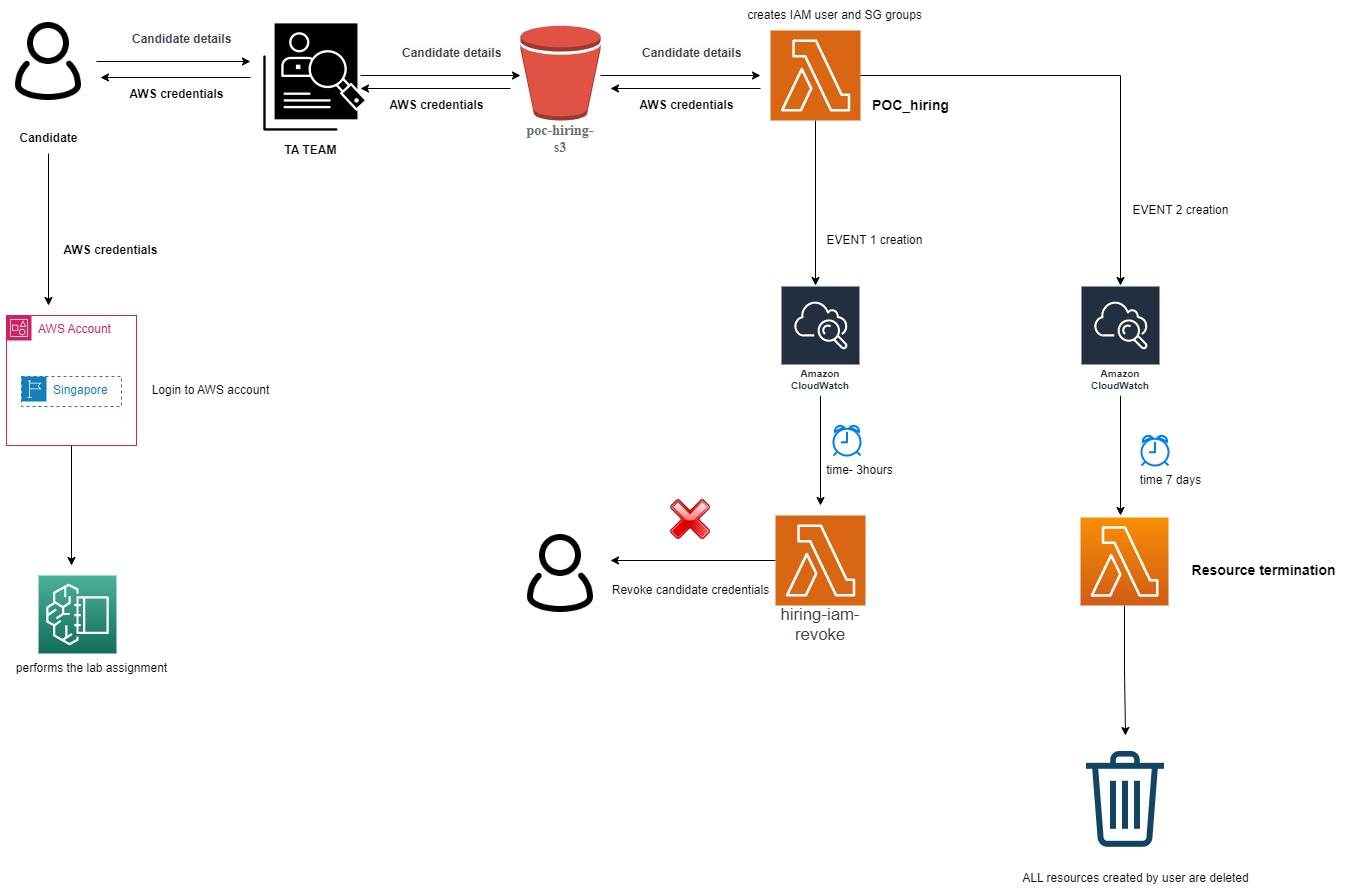 creates IAM user and SG groups
Candidate details
Candidate details
Candidate details
AWS credentials
AWS credentials
AWS credentials
POC_hiring
Candidate
TA TEAM
poc-hiring-
s3
EVENT 2 creation
EVENT 1 creation
AWS credentials
AWS Account
Singapore
Login to AWS account
Amazon
CloudWatch
Amazon
CloudWatch
time- 3hours
time 7 days
Resource termination
Revoke candidate credentials
hiring-iam-
revoke
performs the lab assignment
ALL resources created by user are deleted